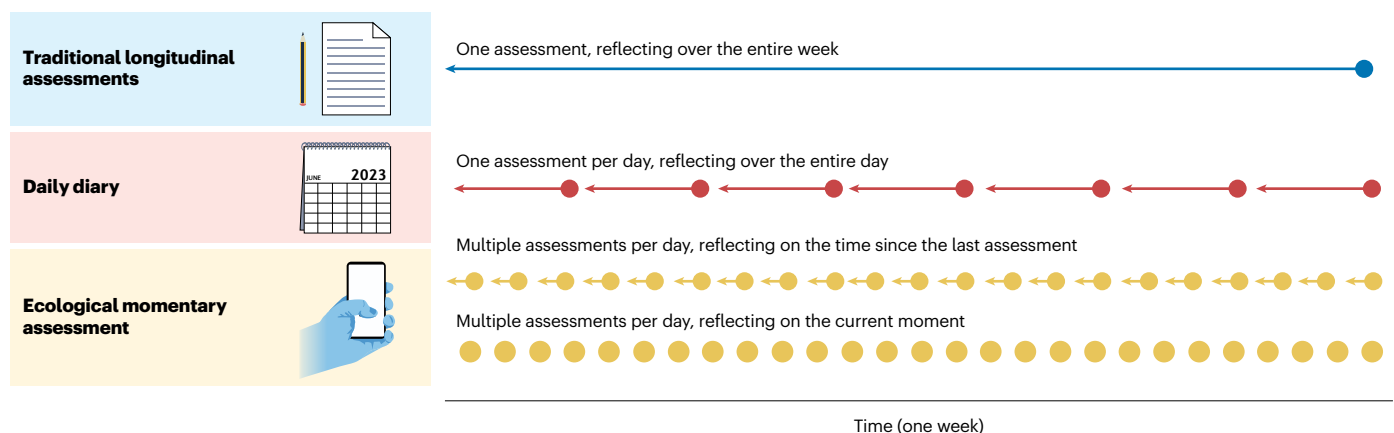 Traditional longitudinal
assessments
One assessment, reflecting over the entire week
Daily diary
JUNE 2023
One assessment per day, reflecting over the entire day
Ecological momentary
assessment
Multiple assessments per day, reflecting on the time since the last assessment
Multiple assessments per day, reflecting on the current moment
Time (one week)